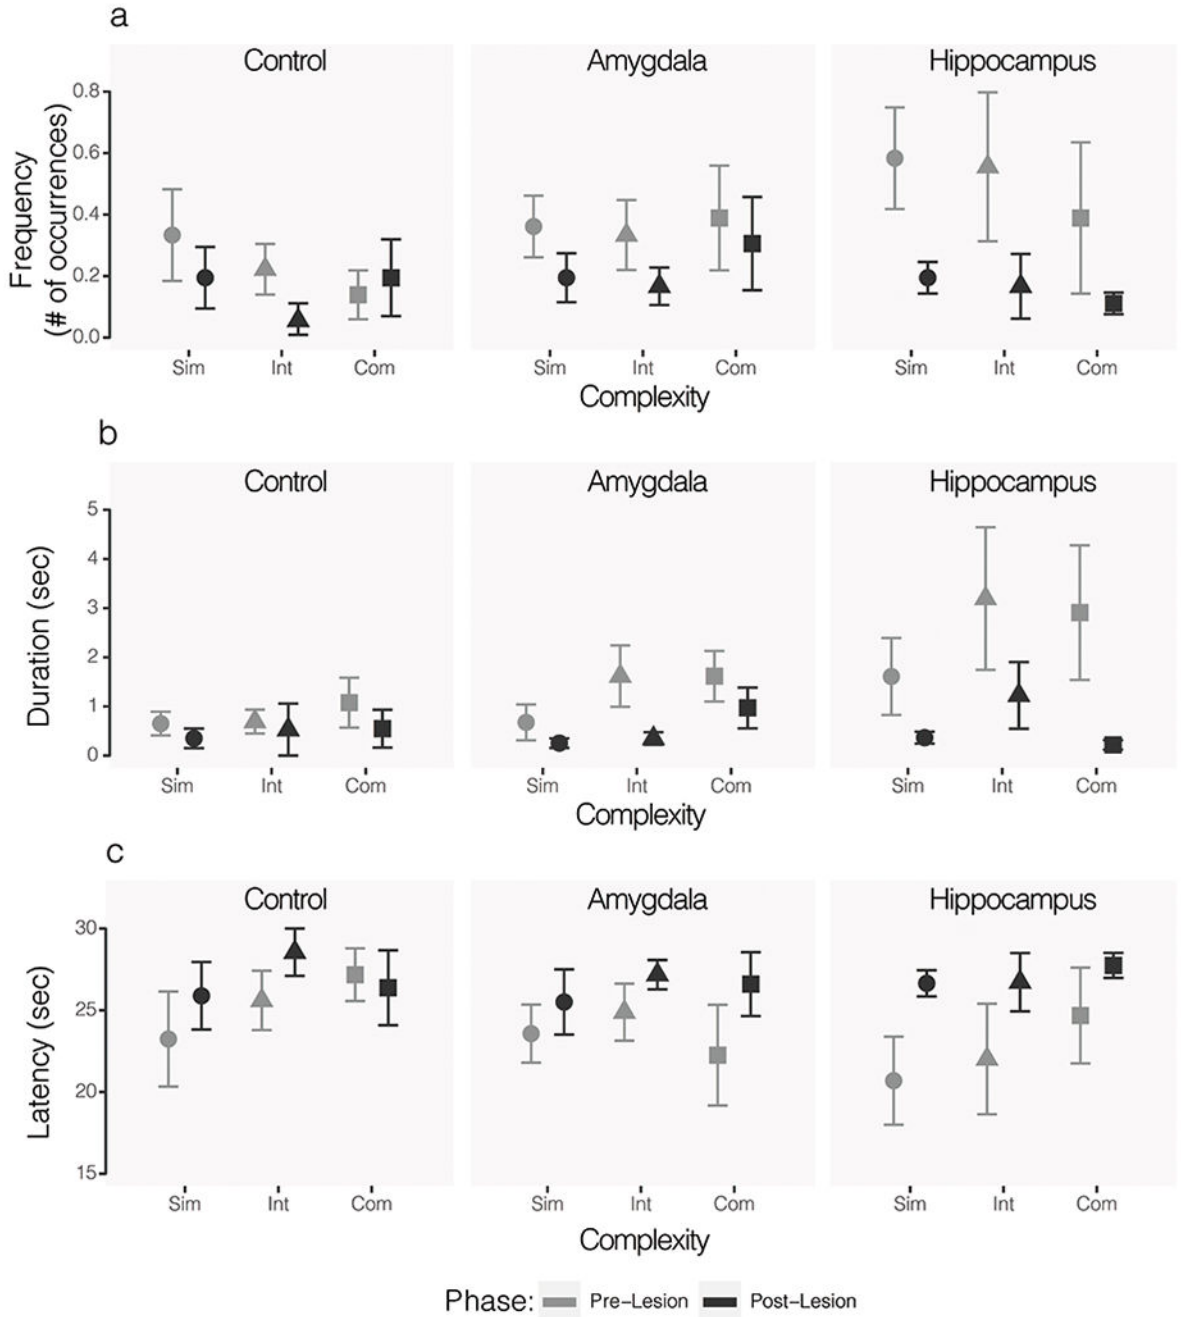 a
Control Amygdala Hippocampus
Frequency
(# of occurrences)
0.8
0.6
0.4
0.2
0.0
Sim Int Com Sim Int Com Sim Int Com
Complexity
b
Control Amygdala Hippocampus
Duration (sec)
5
4
3
2
1
0
Sim Int Com Sim Int Com Sim Int Com
Complexity
c
Control Amygdala Hippocampus
Latency (sec)
30
25
20
15
Sim Int Com Sim Int Com Sim Int Com
Complexity
Phase: Pre-Lesion Post-Lesion